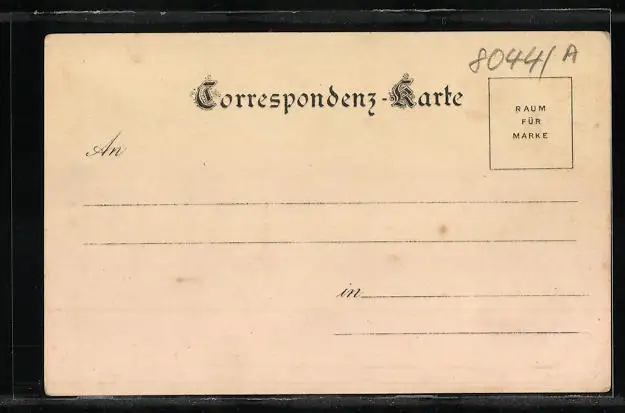 8044/A
Correspondenz-Karte
RAUM
FÜR
MARKE
An
in